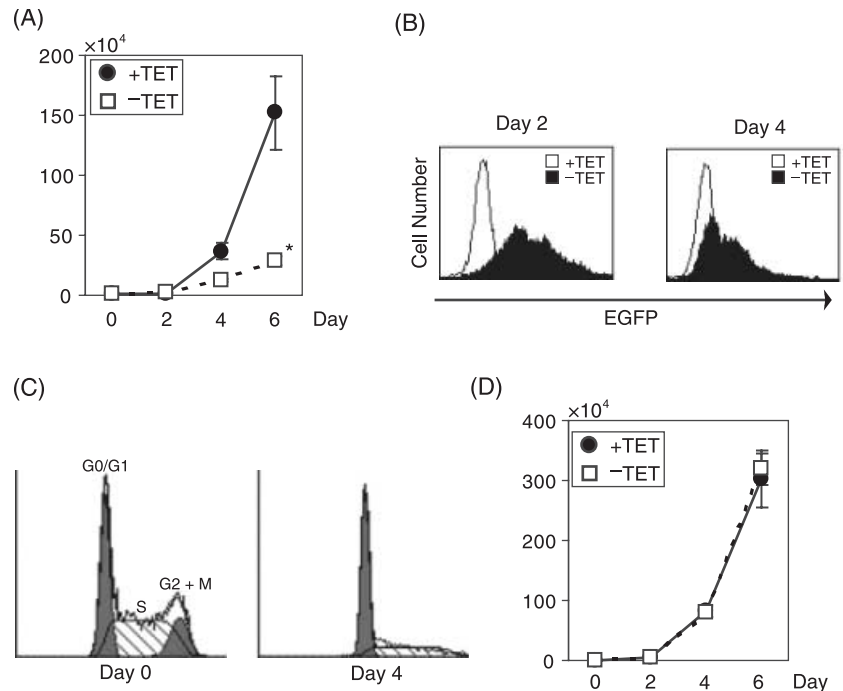 (A)
×10⁴
200
150
100
50
0
+TET
−TET
*
0 2 4 6 Day
(B)
Day 2
+TET
−TET
Day 4
+TET
−TET
Cell Number
EGFP
(C)
G0/G1
S
G2 + M
Day 0
Day 4
(D)
×10⁴
400
300
200
100
0
+TET
−TET
0 2 4 6 Day